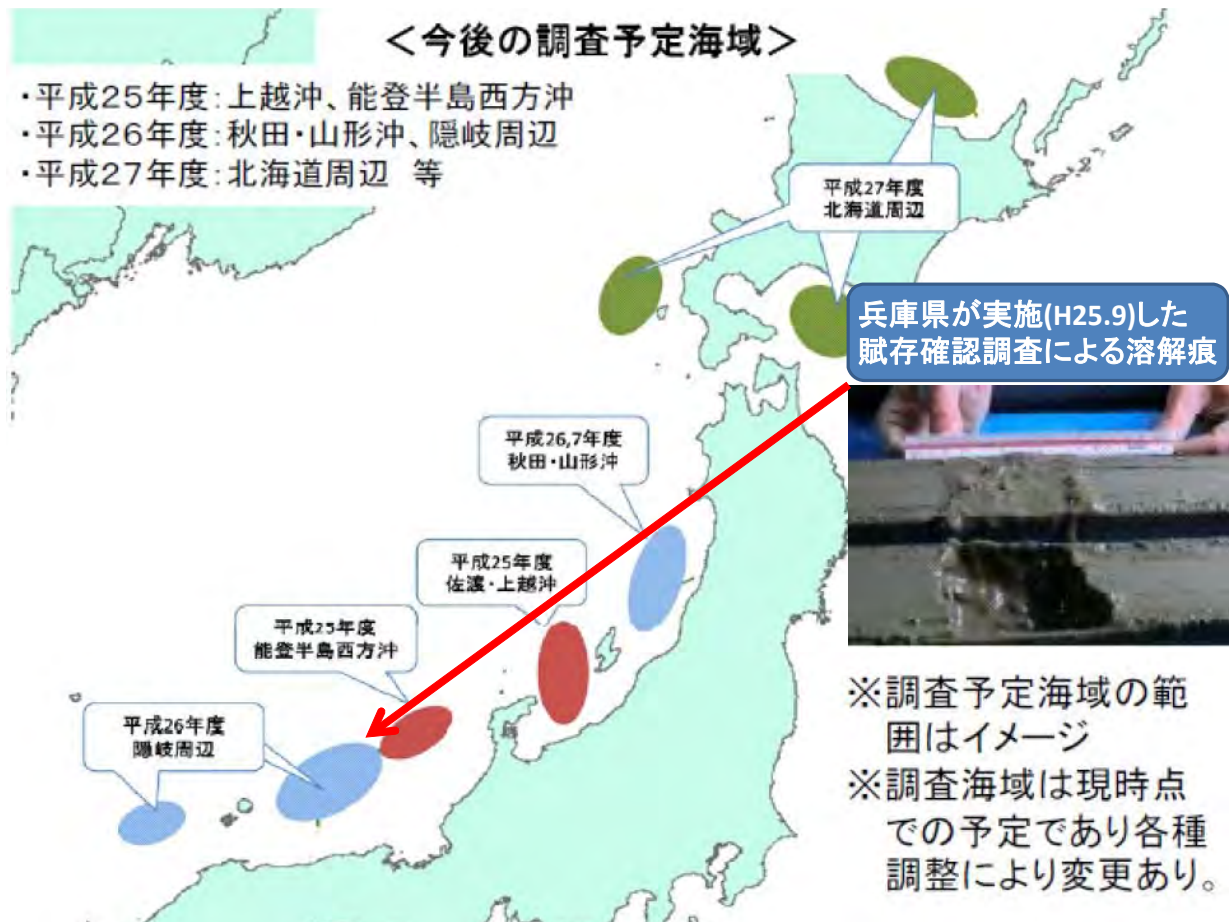 ＜今後の調査予定海域＞
・平成25年度：上越沖、能登半島西方沖
・平成26年度：秋田・山形沖、隠岐周辺
・平成27年度：北海道周辺　等
平成27年度
北海道周辺
兵庫県が実施(H25.9)した
賦存確認調査による溶解痕
平成26,7年度
秋田・山形沖
平成25年度
佐渡・上越沖
平成25年度
能登半島西方沖
平成26年度
隠岐周辺
※調査予定海域の範
囲はイメージ
※調査海域は現時点
での予定であり各種
調整により変更あり。